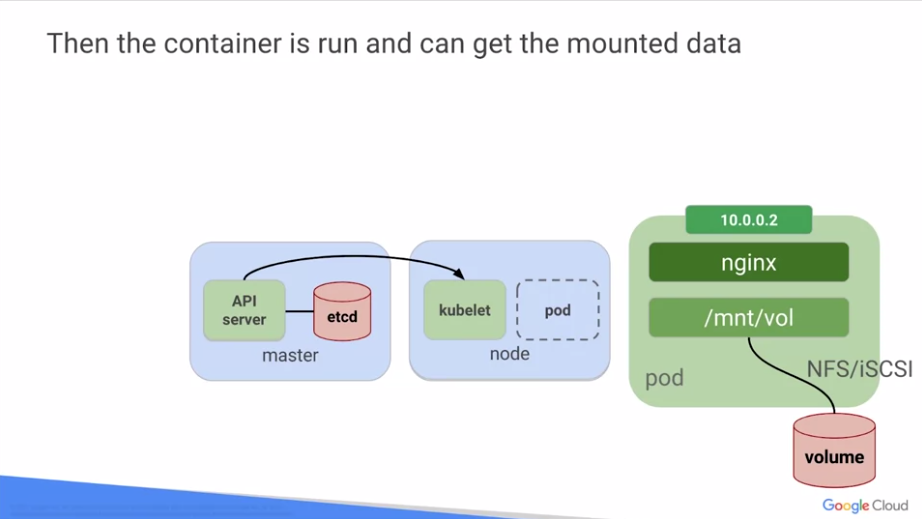 Then the container is run and can get the mounted data
10.0.0.2
nginx
/mnt/vol
pod
NFS/iSCSI
volume
API
server
etcd
master
kubelet
pod
node
Google Cloud